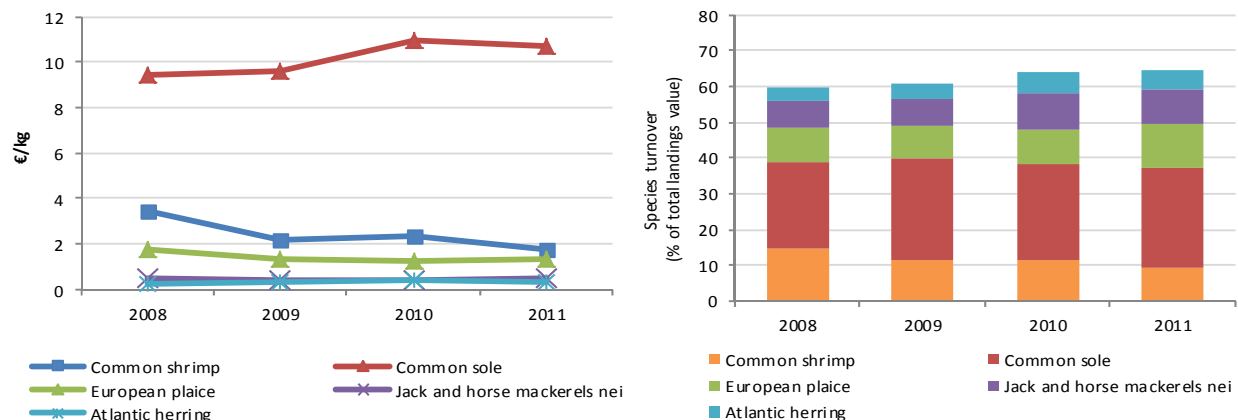 12
10
8
6
4
2
0
€/kg
2008 2009 2010 2011
Common shrimp Common sole
European plaice Jack and horse mackerels nei
Atlantic herring
80
70
60
50
40
30
20
10
0
Species turnover
(% of total landings value)
2008 2009 2010 2011
Common shrimp Common sole
European plaice Jack and horse mackerels nei
Atlantic herring